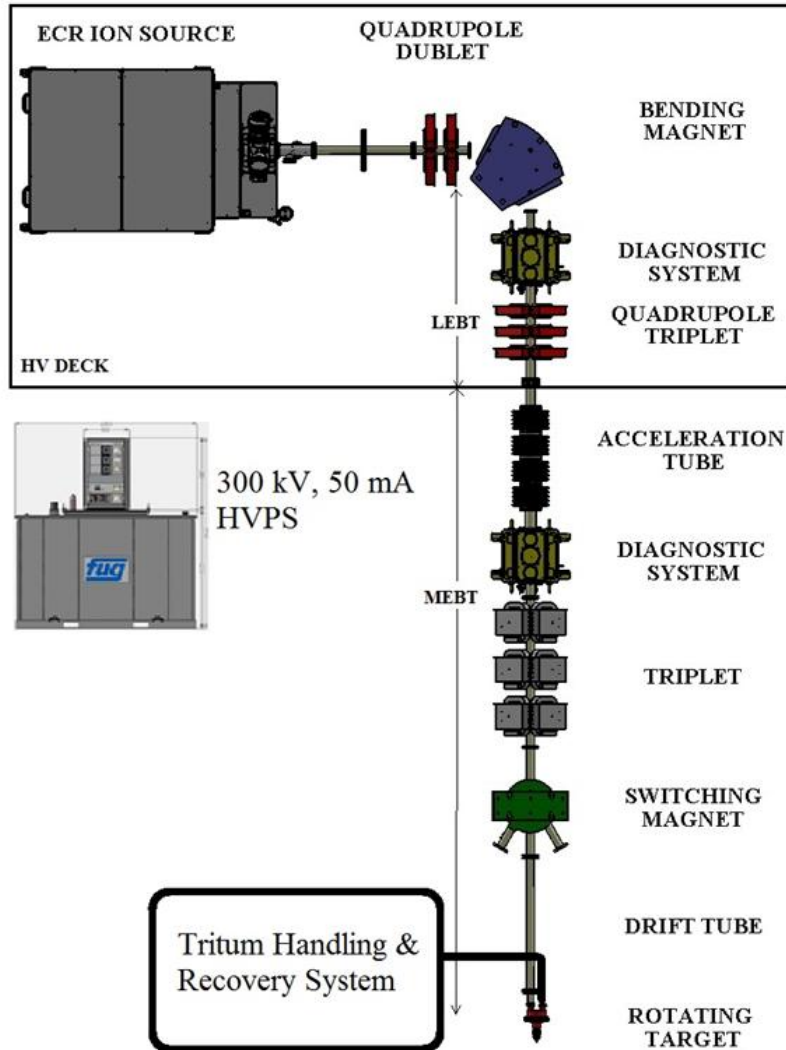 ECR ION SOURCE
QUADRUPOLE
DUBLET
BENDING
MAGNET
DIAGNOSTIC
SYSTEM
LEBT
QUADRUPOLE
TRIPLET
HV DECK
ACCELERATION
TUBE
300 kV, 50 mA
HVPS
fug
DIAGNOSTIC
SYSTEM
MEBT
TRIPLET
SWITCHING
MAGNET
Tritum Handling &
Recovery System
DRIFT TUBE
ROTATING
TARGET